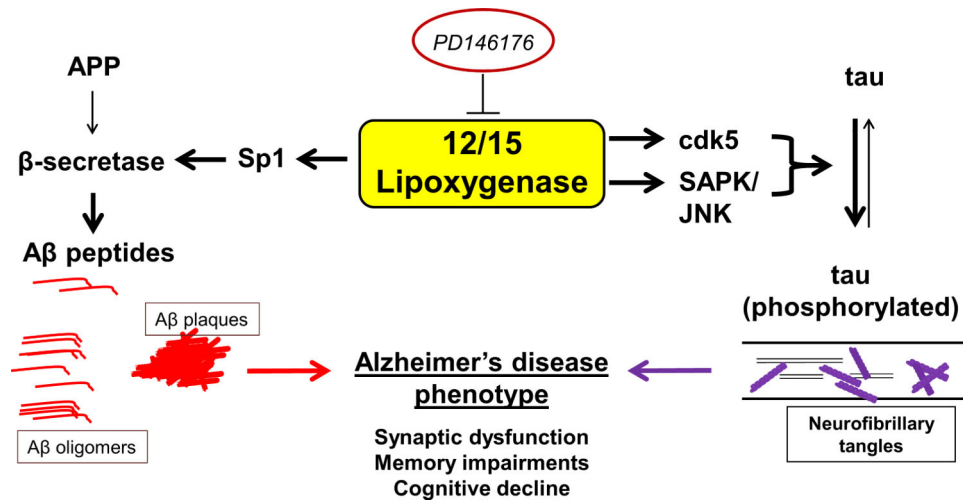 PD146176
APP
tau
12/15
Lipoxygenase
cdk5
SAPK/
JNK
Sp1
β-secretase
Aβ peptides
tau
(phosphorylated)
Aβ plaques
Alzheimer’s disease
phenotype
Neurofibrillary
tangles
Aβ oligomers
Synaptic dysfunction
Memory impairments
Cognitive decline